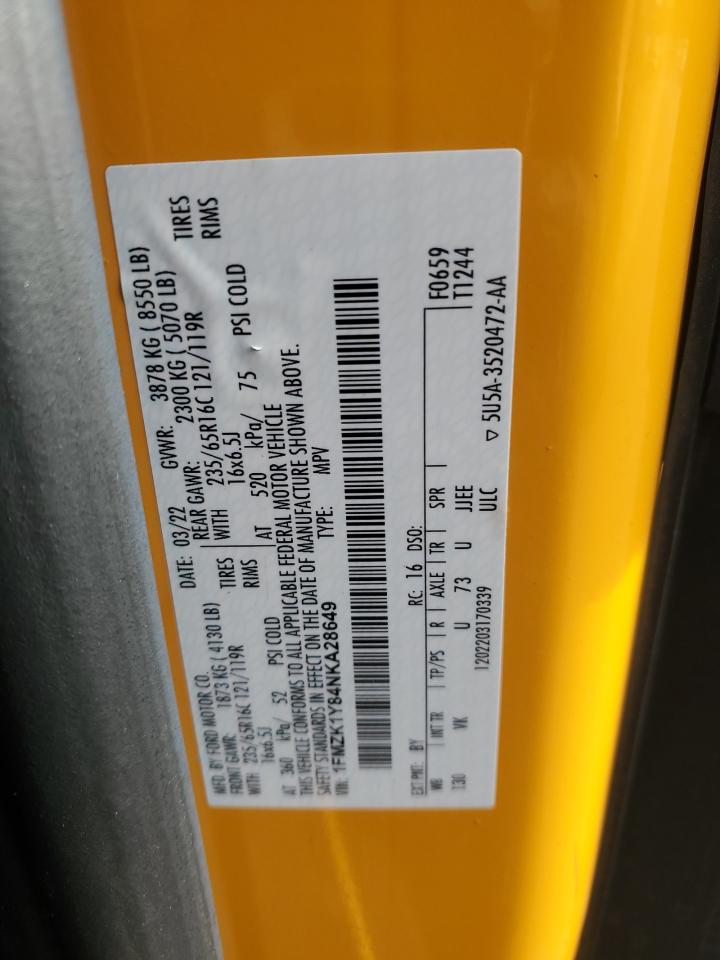 MFD. BY FORD MOTOR CO. DATE: 03/22 GVWR: 3878 KG ( 8550 LB)
FRONT GAWR: 1873 KG ( 4130 LB) REAR GAWR: 2300 KG ( 5070 LB)
WITH 235/65R16C 121/119R TIRES WITH 235/65R16C 121/119R TIRES
16x6.5J RIMS 16x6.5J RIMS
AT 360 kPa/ 52 PSI COLD AT 520 kPa/ 75 PSI COLD
THIS VEHICLE CONFORMS TO ALL APPLICABLE FEDERAL MOTOR VEHICLE
SAFETY STANDARDS IN EFFECT ON THE DATE OF MANUFACTURE SHOWN ABOVE.
VIN: 1FMZK1Y84NKA28649 TYPE: MPV
EXT PNT: BY RC: 16 DSO: F0659
WB INT TR TP/PS R AXLE TR SPR T1244
130 VK U 73 U JJEE
1202203170339 ULC ▽ 5U5A-3520472-AA